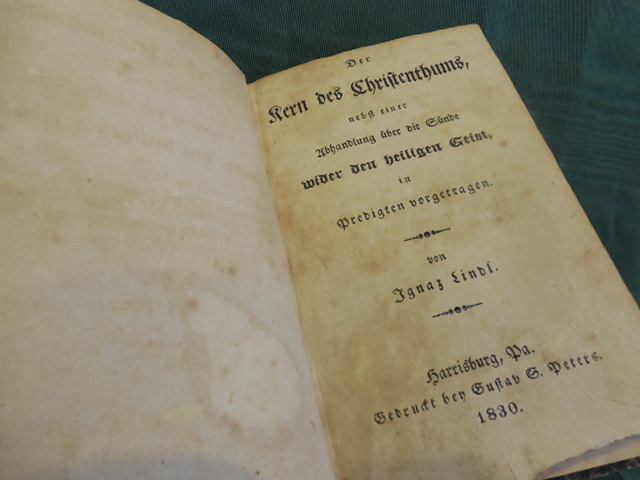 Der
Kern des Christenthums,
nebst einer
Abhandlung über die Sünde
wider den heiligen Geist,
in
Predigten vorgetragen.
von
Ignaz Lindl.
Harrisburg, Pa.
Gedruckt bey Gustav S. Peters.
1830.